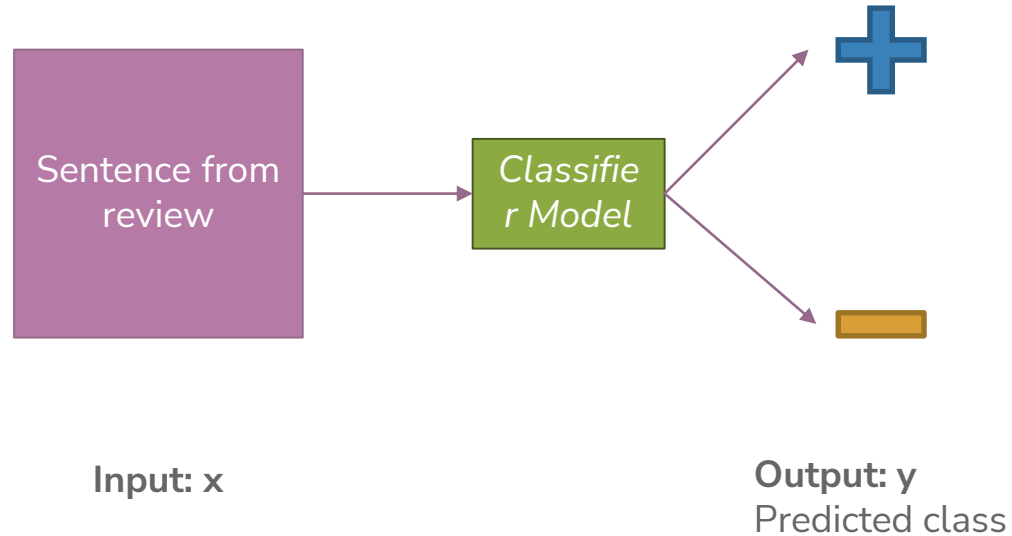 Sentence from
review
Classifie
r Model
Input: x
Output: y
Predicted class